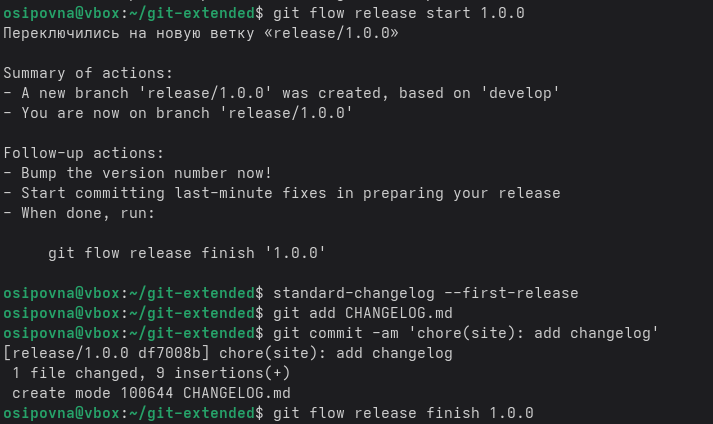 osipovna@vbox:~/git-extended$ git flow release start 1.0.0
Переключились на новую ветку «release/1.0.0»
Summary of actions:
- A new branch 'release/1.0.0' was created, based on 'develop'
- You are now on branch 'release/1.0.0'
Follow-up actions:
- Bump the version number now!
- Start committing last-minute fixes in preparing your release
- When done, run:
git flow release finish '1.0.0'
osipovna@vbox:~/git-extended$ standard-changelog --first-release
osipovna@vbox:~/git-extended$ git add CHANGELOG.md
osipovna@vbox:~/git-extended$ git commit -am 'chore(site): add changelog'
[release/1.0.0 df7008b] chore(site): add changelog
1 file changed, 9 insertions(+)
create mode 100644 CHANGELOG.md
osipovna@vbox:~/git-extended$ git flow release finish 1.0.0